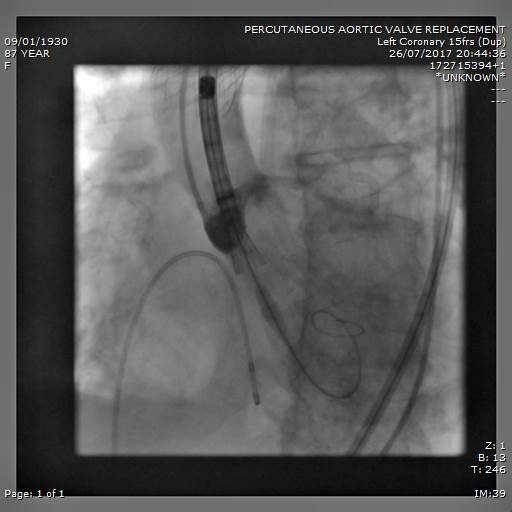 PERCUTANEOUS AORTIC VALVE REPLACEMENT
09/01/1930
Left Coronary 15frs (Dup)
87 YEAR
26/07/2017 20:44:36
F
172715394+1
*UNKNOWN*
---
---
Z: 1
B: 13
T: 246
Page: 1 of 1
IM:39